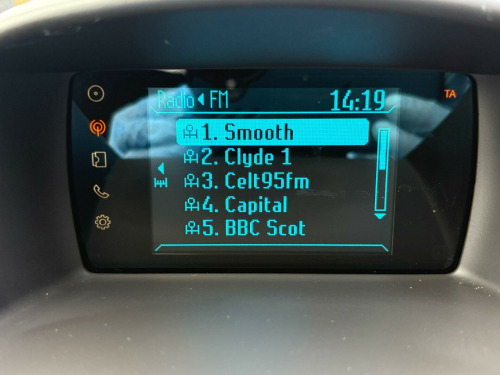 Radio FM 14:19 TA
1. Smooth
2. Clyde 1
3. Celt95fm
4. Capital
5. BBC Scot